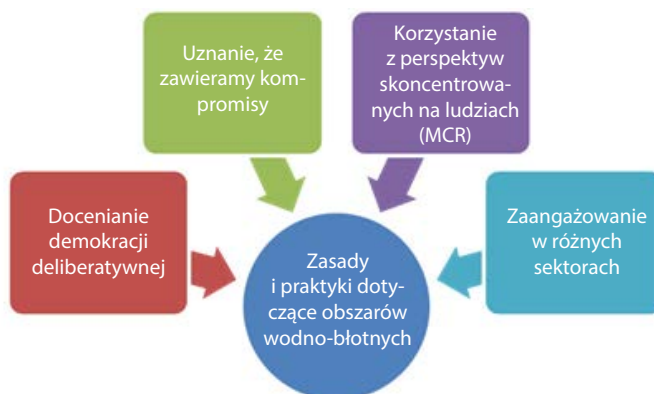 Uznanie, że
zawieramy kom-
promisy
Korzystanie
z perspektyw
skoncentrowa-
nych na ludziach
(MCR)
Docenianie
demokracji
deliberatywnej
Zaangażowanie
w różnych
sektorach
Zasady
i praktyki doty-
czące obszarów
wodno-błotnych